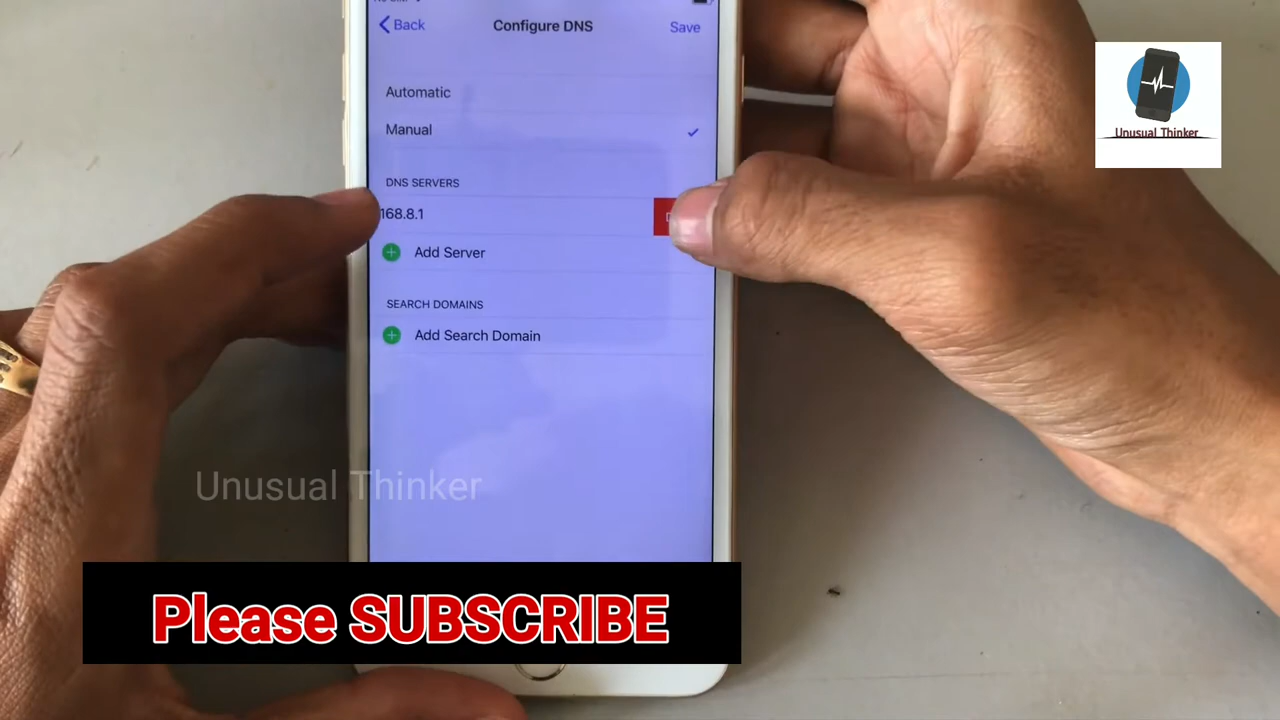 Back
Configure DNS
Save
Automatic
Manual
DNS SERVERS
168.8.1
Add Server
SEARCH DOMAINS
Add Search Domain
Unusual Thinker
Unusual Thinker
Please SUBSCRIBE